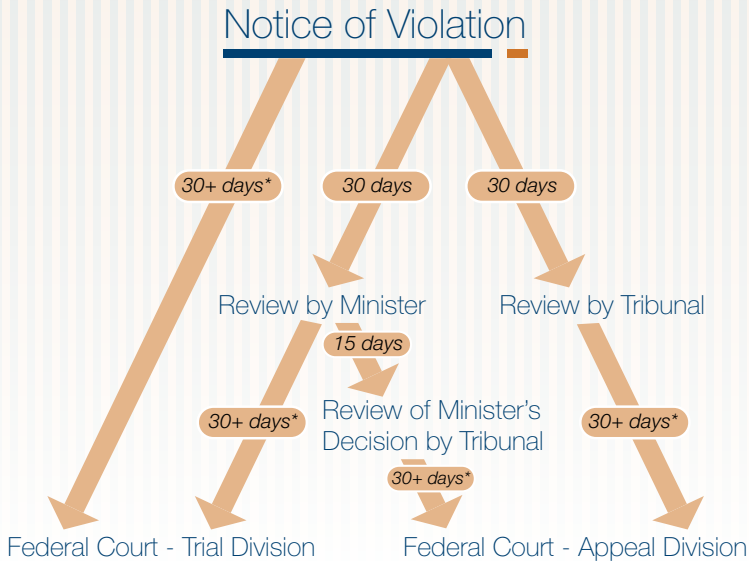 Notice of Violation
30+ days*
30 days
30 days
Review by Minister
Review by Tribunal
15 days
30+ days*
Review of Minister’s
Decision by Tribunal
30+ days*
30+ days*
Federal Court - Trial Division
Federal Court - Appeal Division